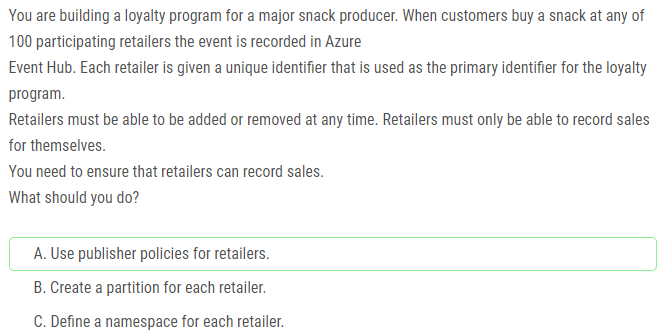 You are building a loyalty program for a major snack producer. When customers buy a snack at any of
100 participating retailers the event is recorded in Azure
Event Hub. Each retailer is given a unique identifier that is used as the primary identifier for the loyalty
program.
Retailers must be able to be added or removed at any time. Retailers must only be able to record sales
for themselves.
You need to ensure that retailers can record sales.
What should you do?
A. Use publisher policies for retailers.
B. Create a partition for each retailer.
C. Define a namespace for each retailer.